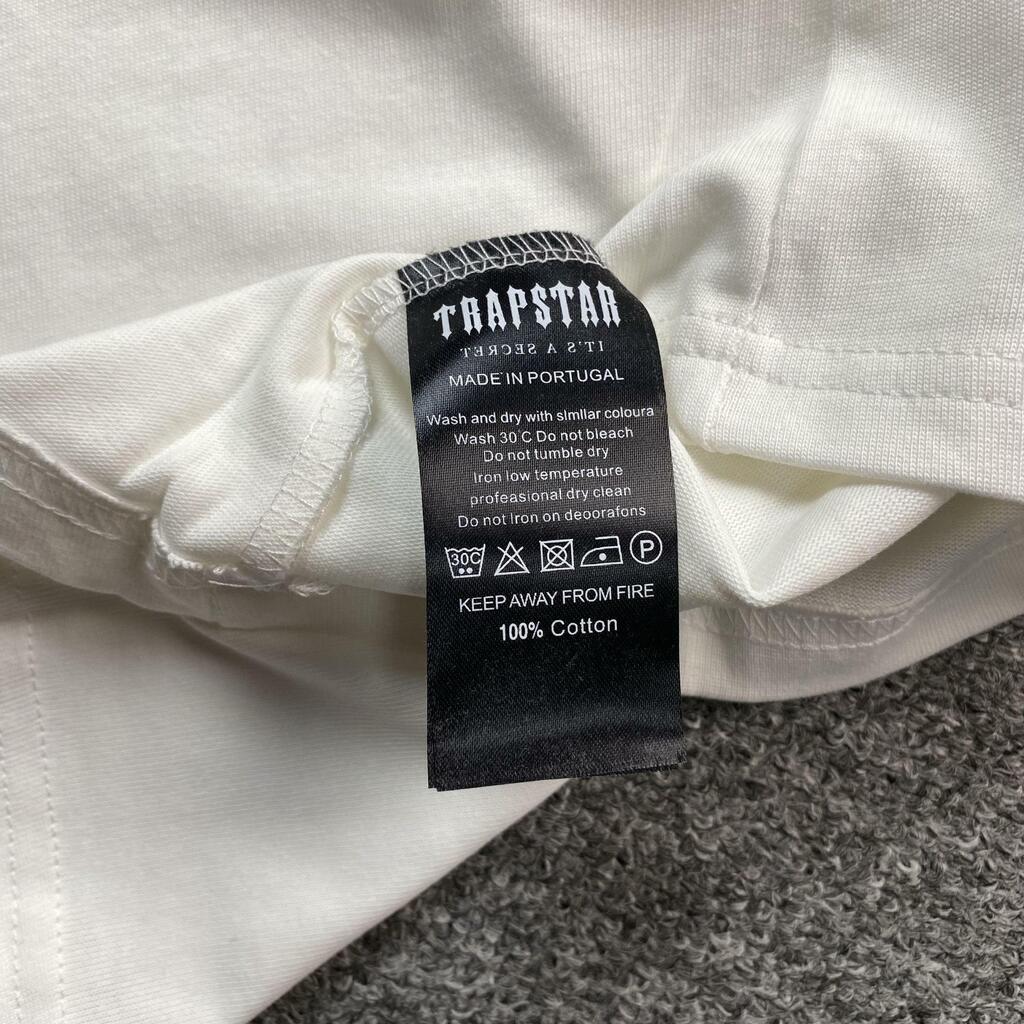 TRAPSTAR
IT'S A SECRET
MADE IN PORTUGAL
Wash and dry with slmllar coloura
Wash 30°C Do not bleach
Do not tumble dry
Iron low temperature
profeasional dry clean
Do not lron on deoorafons
30C
P
KEEP AWAY FROM FIRE
100% Cotton